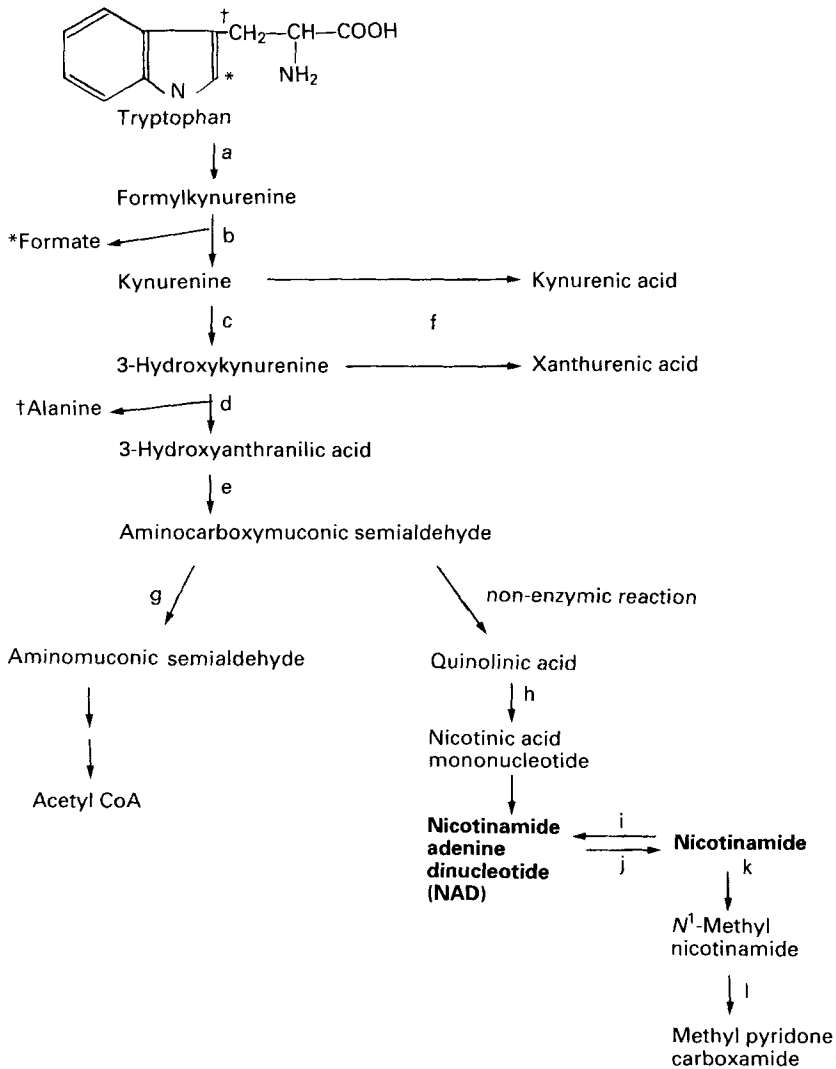 †
CH₂—CH—COOH
NH₂
N
*
Tryptophan
a
Formylkynurenine
*Formate
b
Kynurenine
Kynurenic acid
c
f
3-Hydroxykynurenine
Xanthurenic acid
†Alanine
d
3-Hydroxyanthranilic acid
e
Aminocarboxymuconic semialdehyde
g
non-enzymic reaction
Aminomuconic semialdehyde
Quinolinic acid
h
Nicotinic acid
mononucleotide
Acetyl CoA
Nicotinamide
adenine
dinucleotide
(NAD)
i
j
Nicotinamide
k
N¹-Methyl
nicotinamide
l
Methyl pyridone
carboxamide